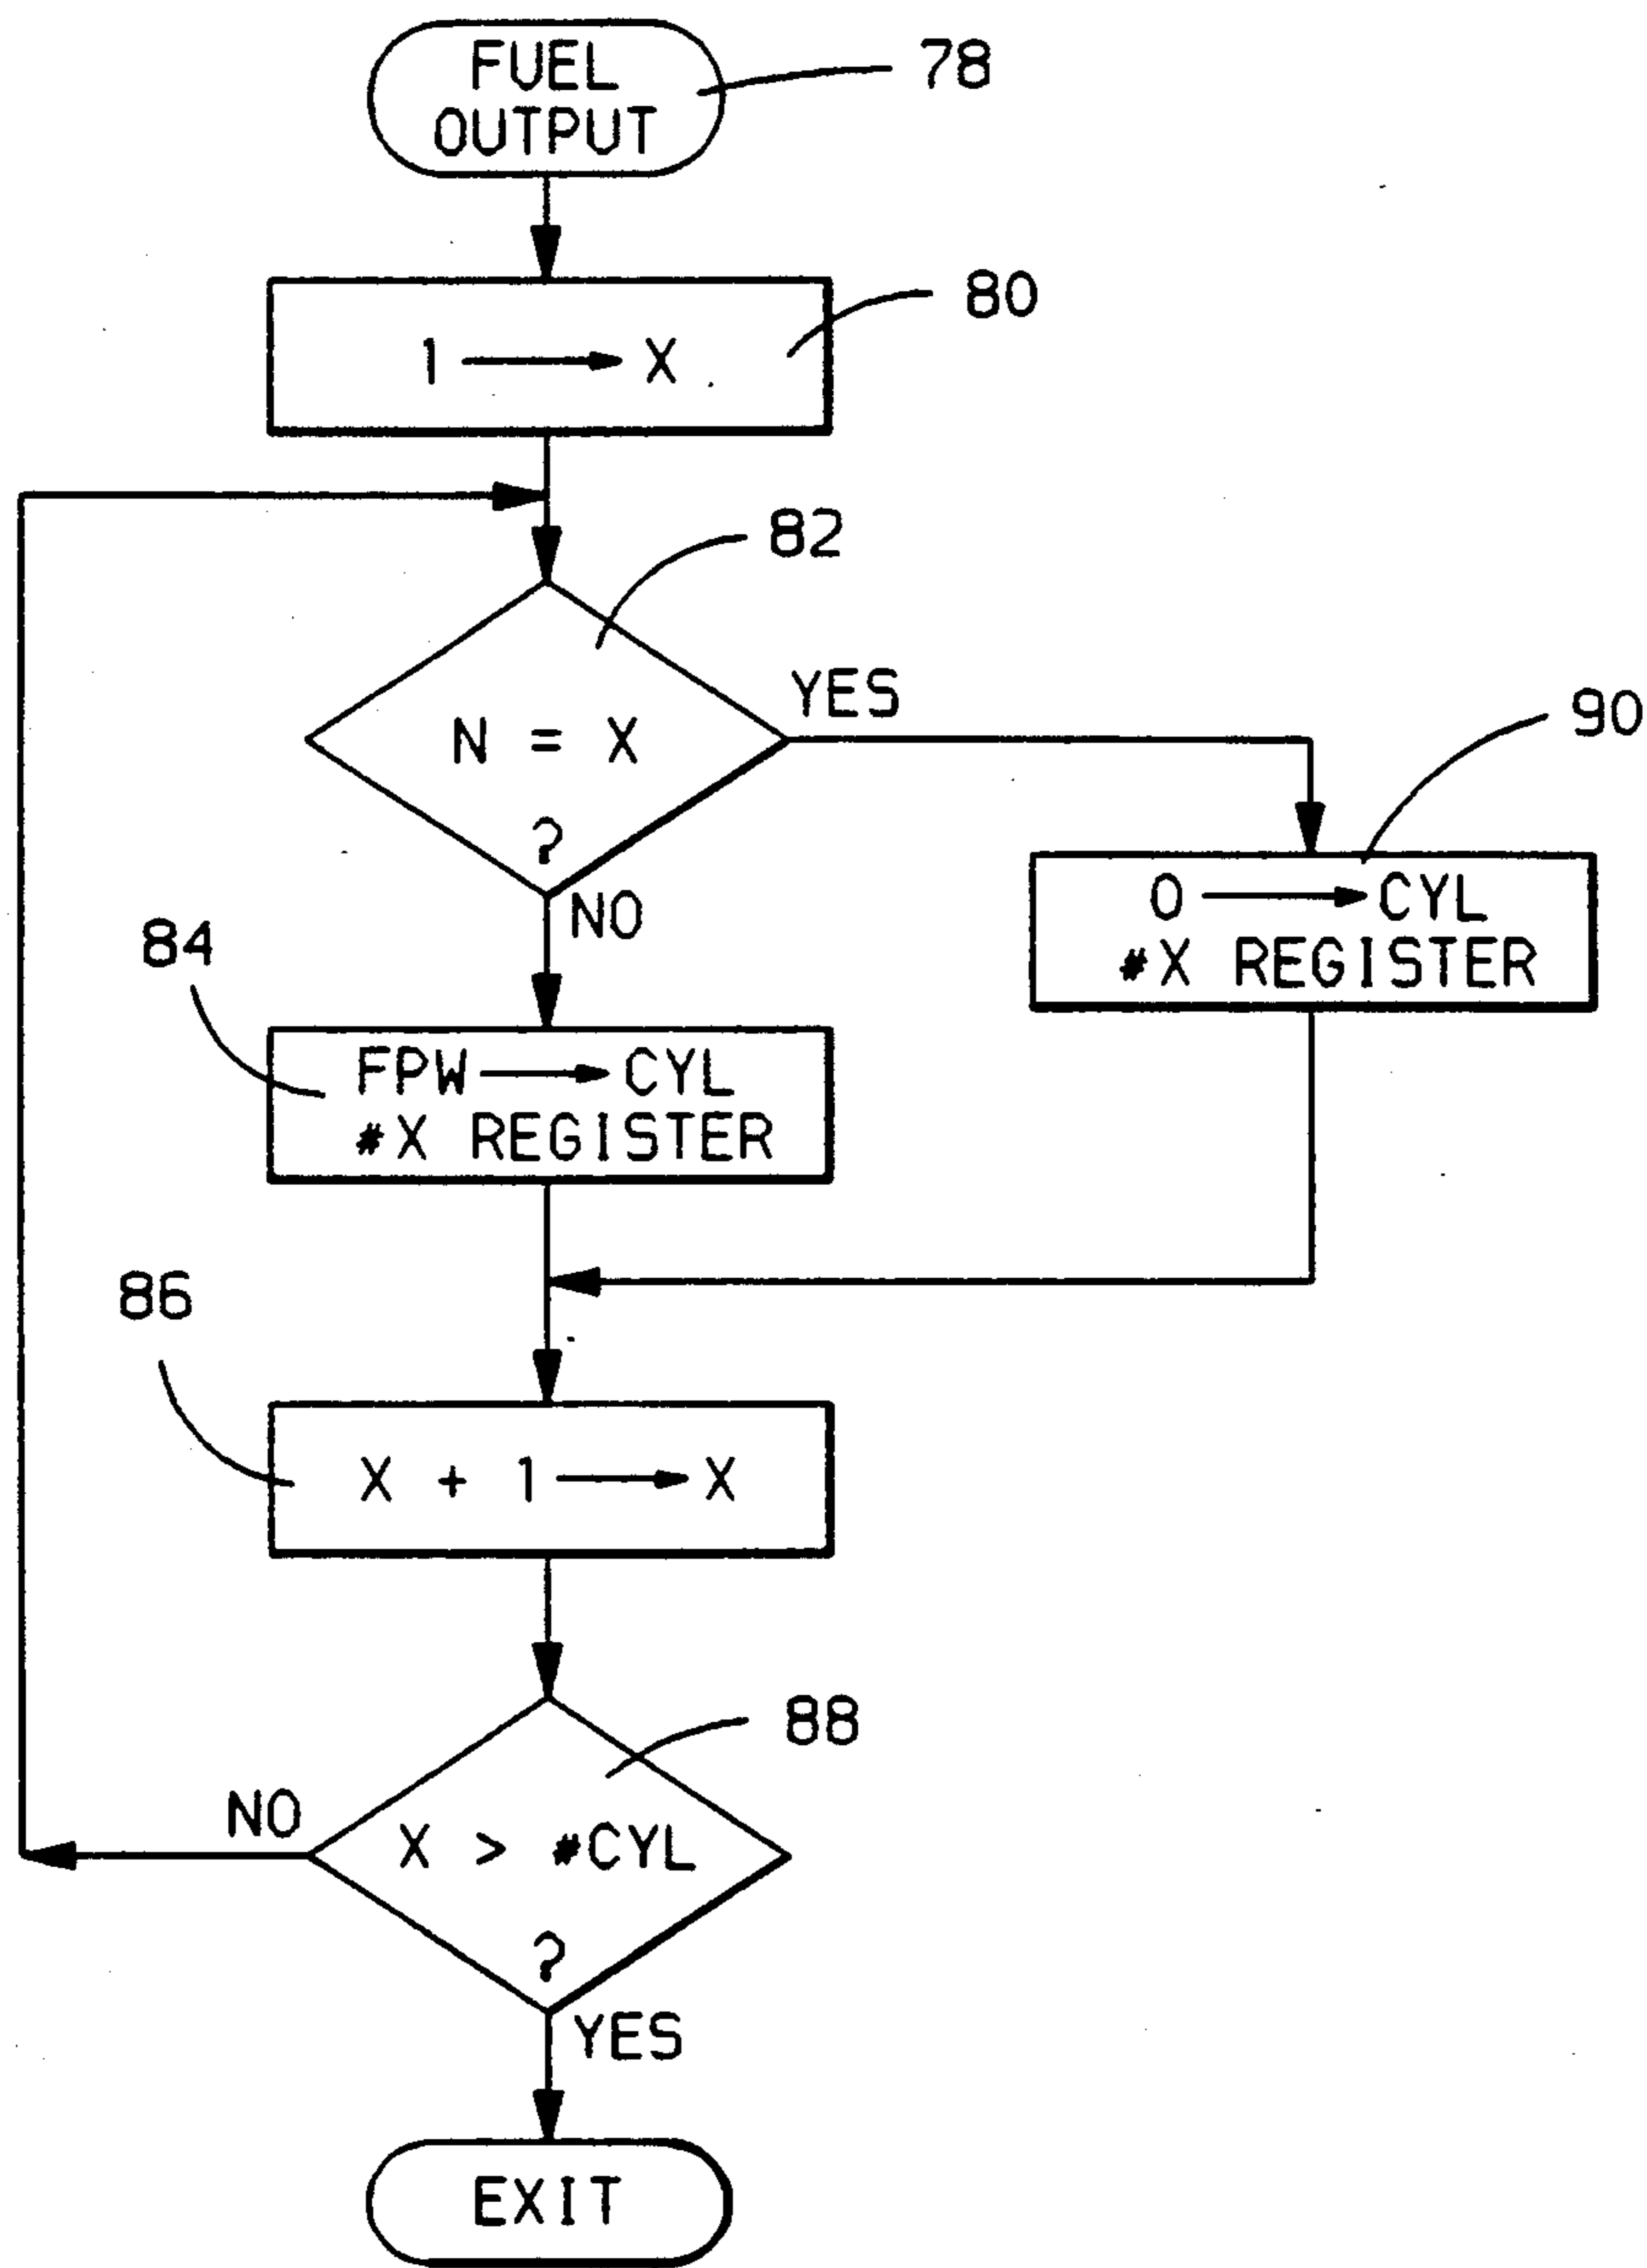 FUEL
OUTPUT
78
1 → X
80
82
N = X
?
YES
NO
90
0 → CYL
#X REGISTER
84
FPW → CYL
#X REGISTER
86
X + 1 → X
88
X > #CYL
?
NO
YES
EXIT